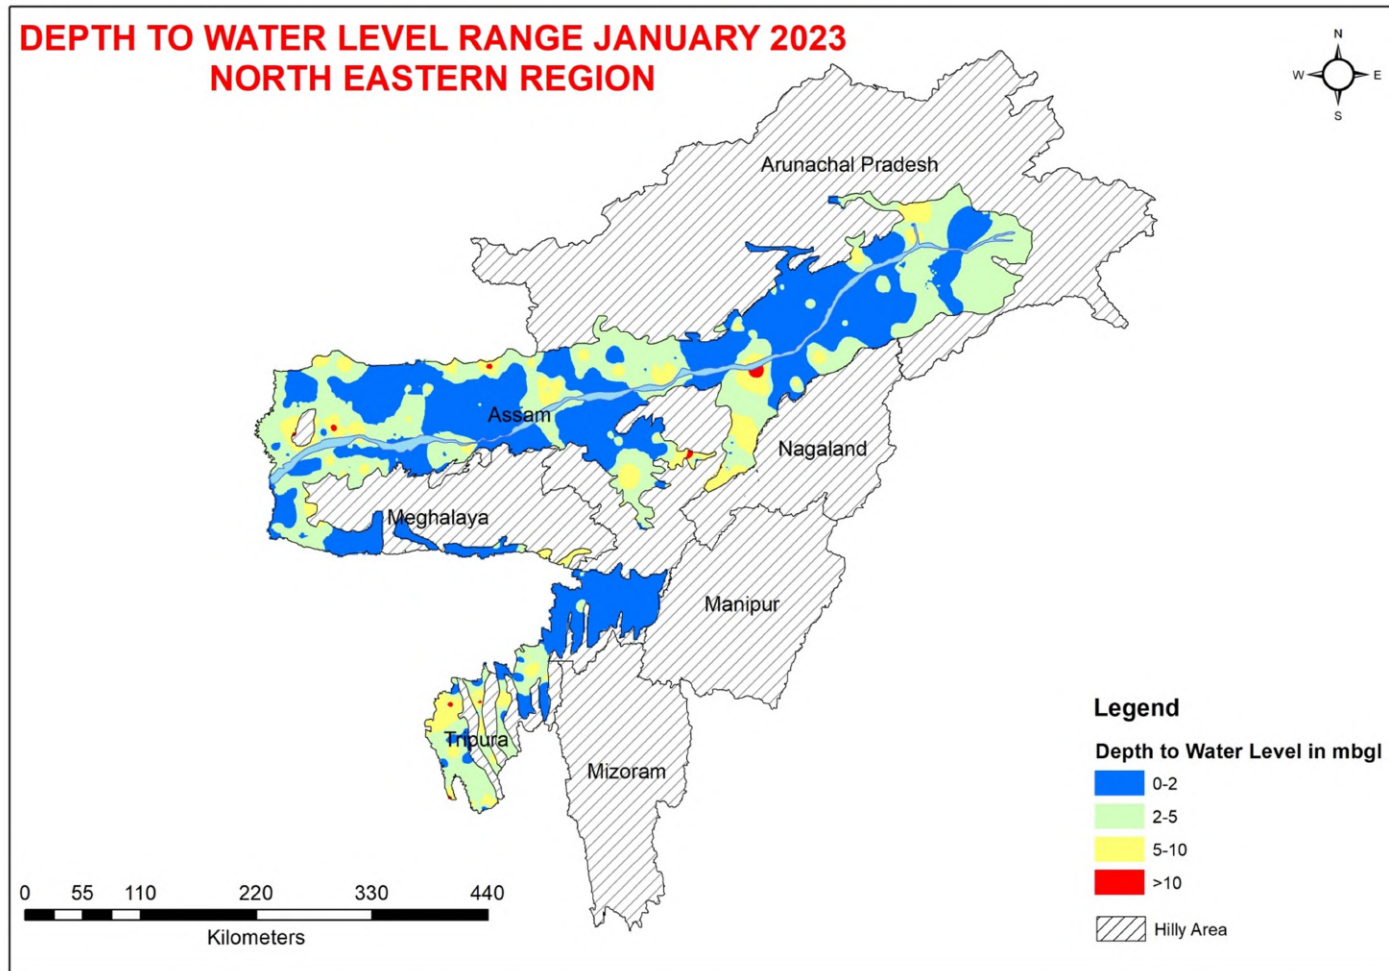 DEPTH TO WATER LEVEL RANGE JANUARY 2023
NORTH EASTERN REGION
N
W
E
S
Arunachal Pradesh
Assam
Nagaland
Meghalaya
Manipur
Tripura
Mizoram
Legend
Depth to Water Level in mbgl
0-2
2-5
5-10
>10
Hilly Area
0 55 110 220 330 440
Kilometers